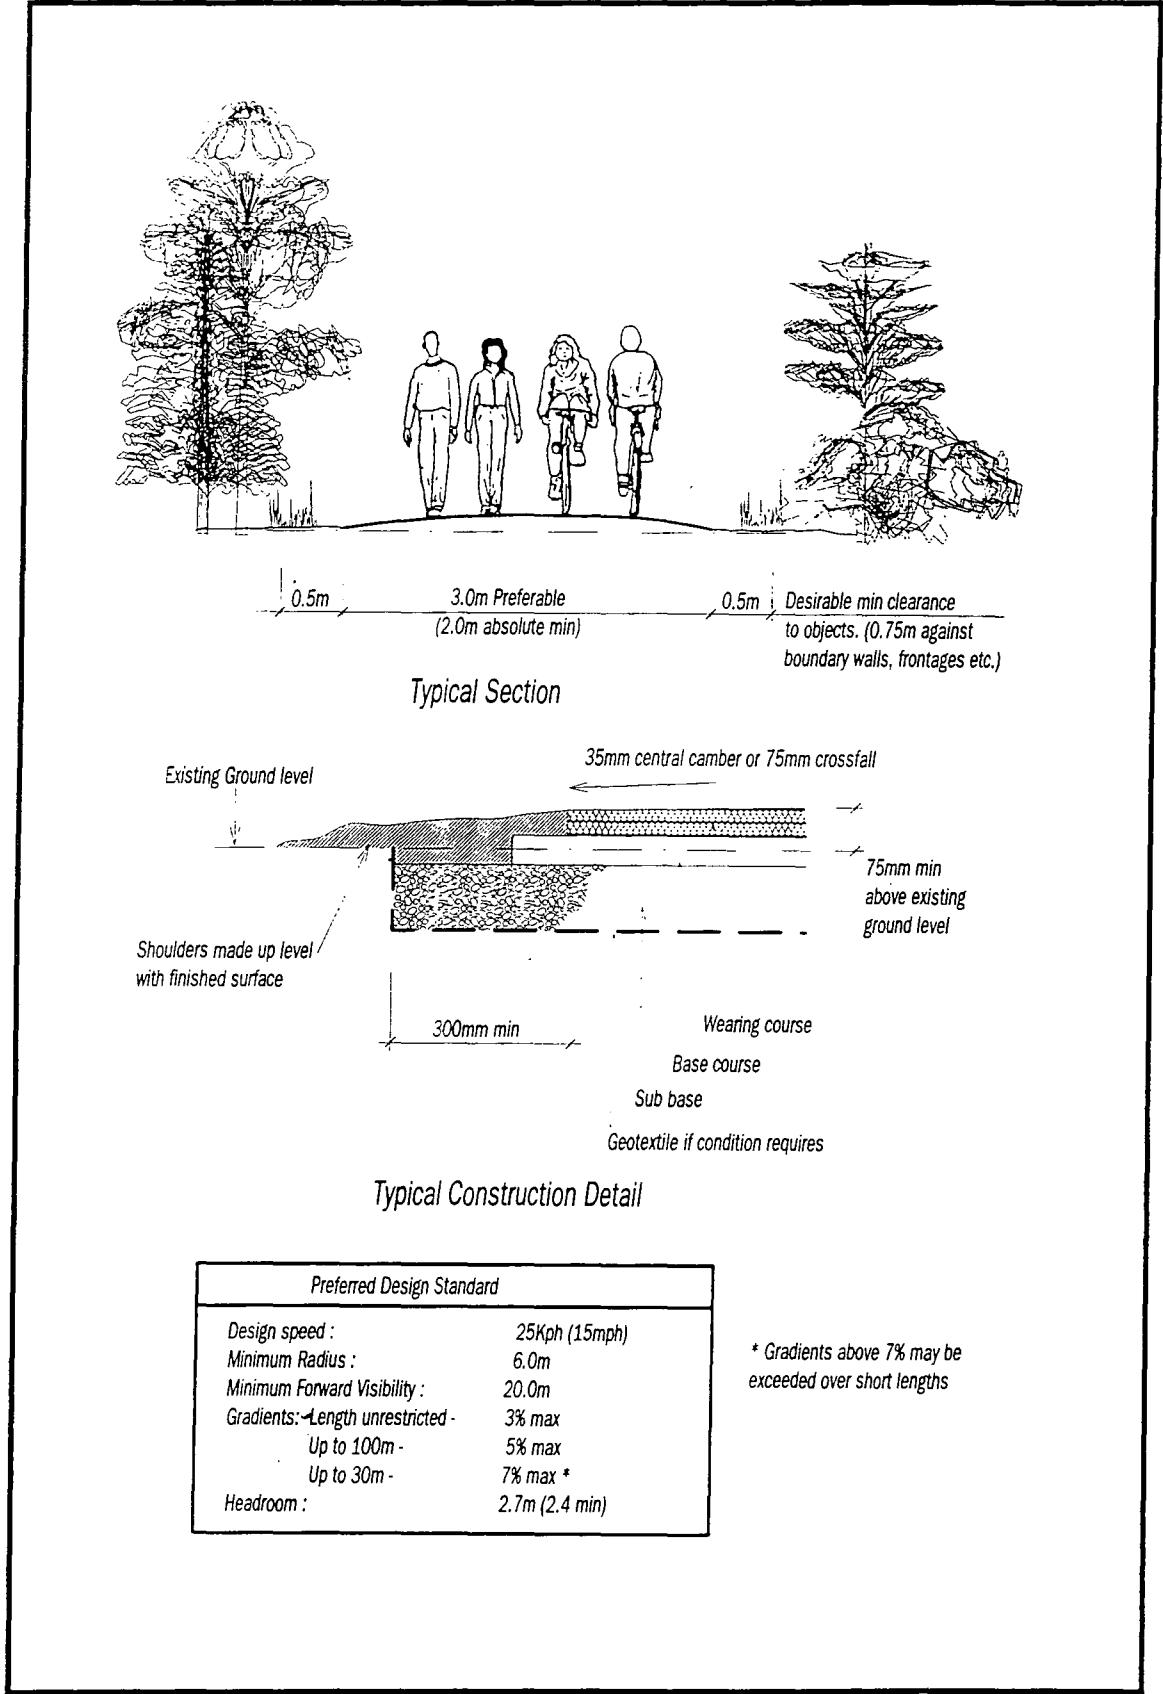 0.5m
3.0m Preferable
(2.0m absolute min)
0.5m
Desirable min clearance
to objects. (0.75m against
boundary walls, frontages etc.)
Typical Section
35mm central camber or 75mm crossfall
Existing Ground level
75mm min
above existing
ground level
Shoulders made up level
with finished surface
300mm min
Wearing course
Base course
Sub base
Geotextile if condition requires
Typical Construction Detail
Preferred Design Standard
Design speed : 25Kph (15mph)
Minimum Radius : 6.0m
Minimum Forward Visibility : 20.0m
Gradients:-Length unrestricted - 3% max
Up to 100m - 5% max
Up to 30m - 7% max *
Headroom : 2.7m (2.4 min)
* Gradients above 7% may be
exceeded over short lengths